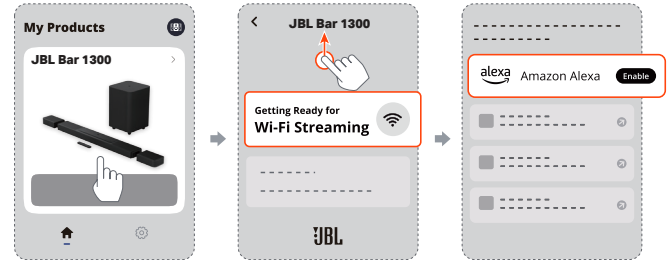 My Products
JBL Bar 1300
JBL Bar 1300
Getting Ready for
Wi-Fi Streaming
JBL
alexa
Amazon Alexa
Enable